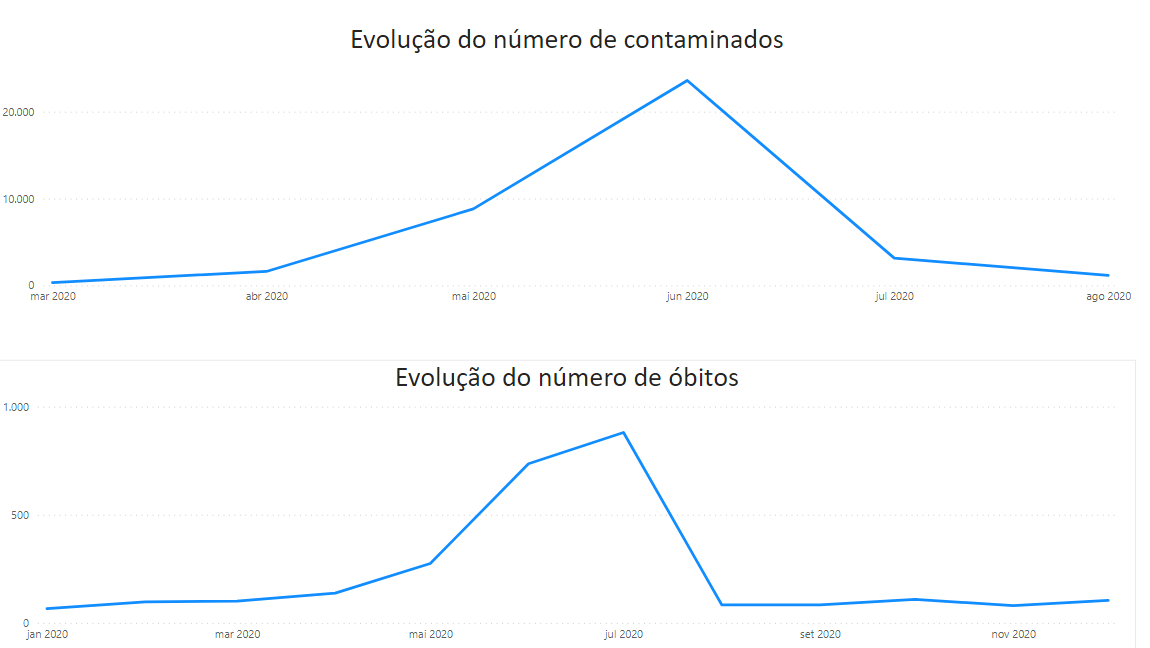 Evolução do número de contaminados
20.000
10.000
0
mar 2020 abr 2020 mai 2020 jun 2020 jul 2020 ago 2020
Evolução do número de óbitos
1.000
500
0
jan 2020 mar 2020 mai 2020 jul 2020 set 2020 nov 2020